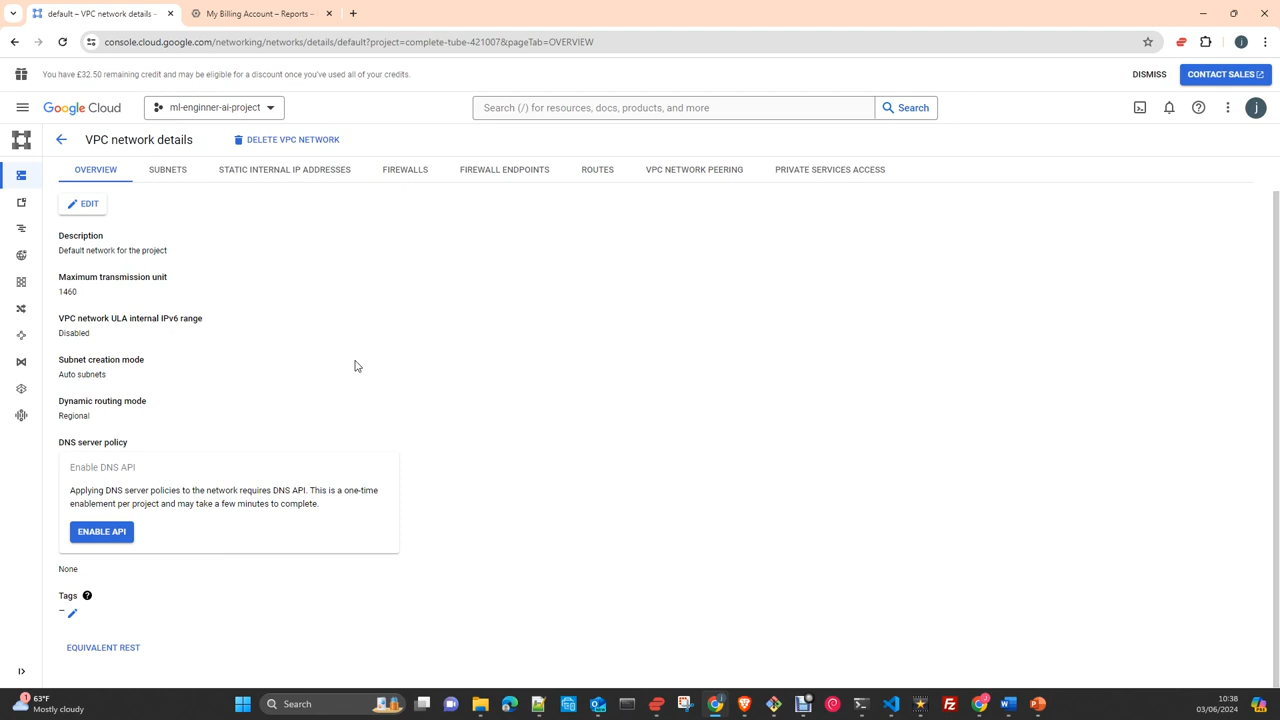 default – VPC network details –
My Billing Account – Reports –
console.cloud.google.com/networking/networks/details/default?project=complete-tube-421007&pageTab=OVERVIEW
You have £32.50 remaining credit and may be eligible for a discount once you've used all of your credits.
DISMISS
CONTACT SALES
Google Cloud
ml-enginner-ai-project
Search (/) for resources, docs, products, and more
Search
j
VPC network details
DELETE VPC NETWORK
OVERVIEW
SUBNETS
STATIC INTERNAL IP ADDRESSES
FIREWALLS
FIREWALL ENDPOINTS
ROUTES
VPC NETWORK PEERING
PRIVATE SERVICES ACCESS
EDIT
Description
Default network for the project
Maximum transmission unit
1460
VPC network ULA internal IPv6 range
Disabled
Subnet creation mode
Auto subnets
Dynamic routing mode
Regional
DNS server policy
Enable DNS API
Applying DNS server policies to the network requires DNS API. This is a one-time
enablement per project and may take a few minutes to complete.
ENABLE API
None
Tags
–
EQUIVALENT REST
63°F
Mostly cloudy
Search
10:38
03/06/2024